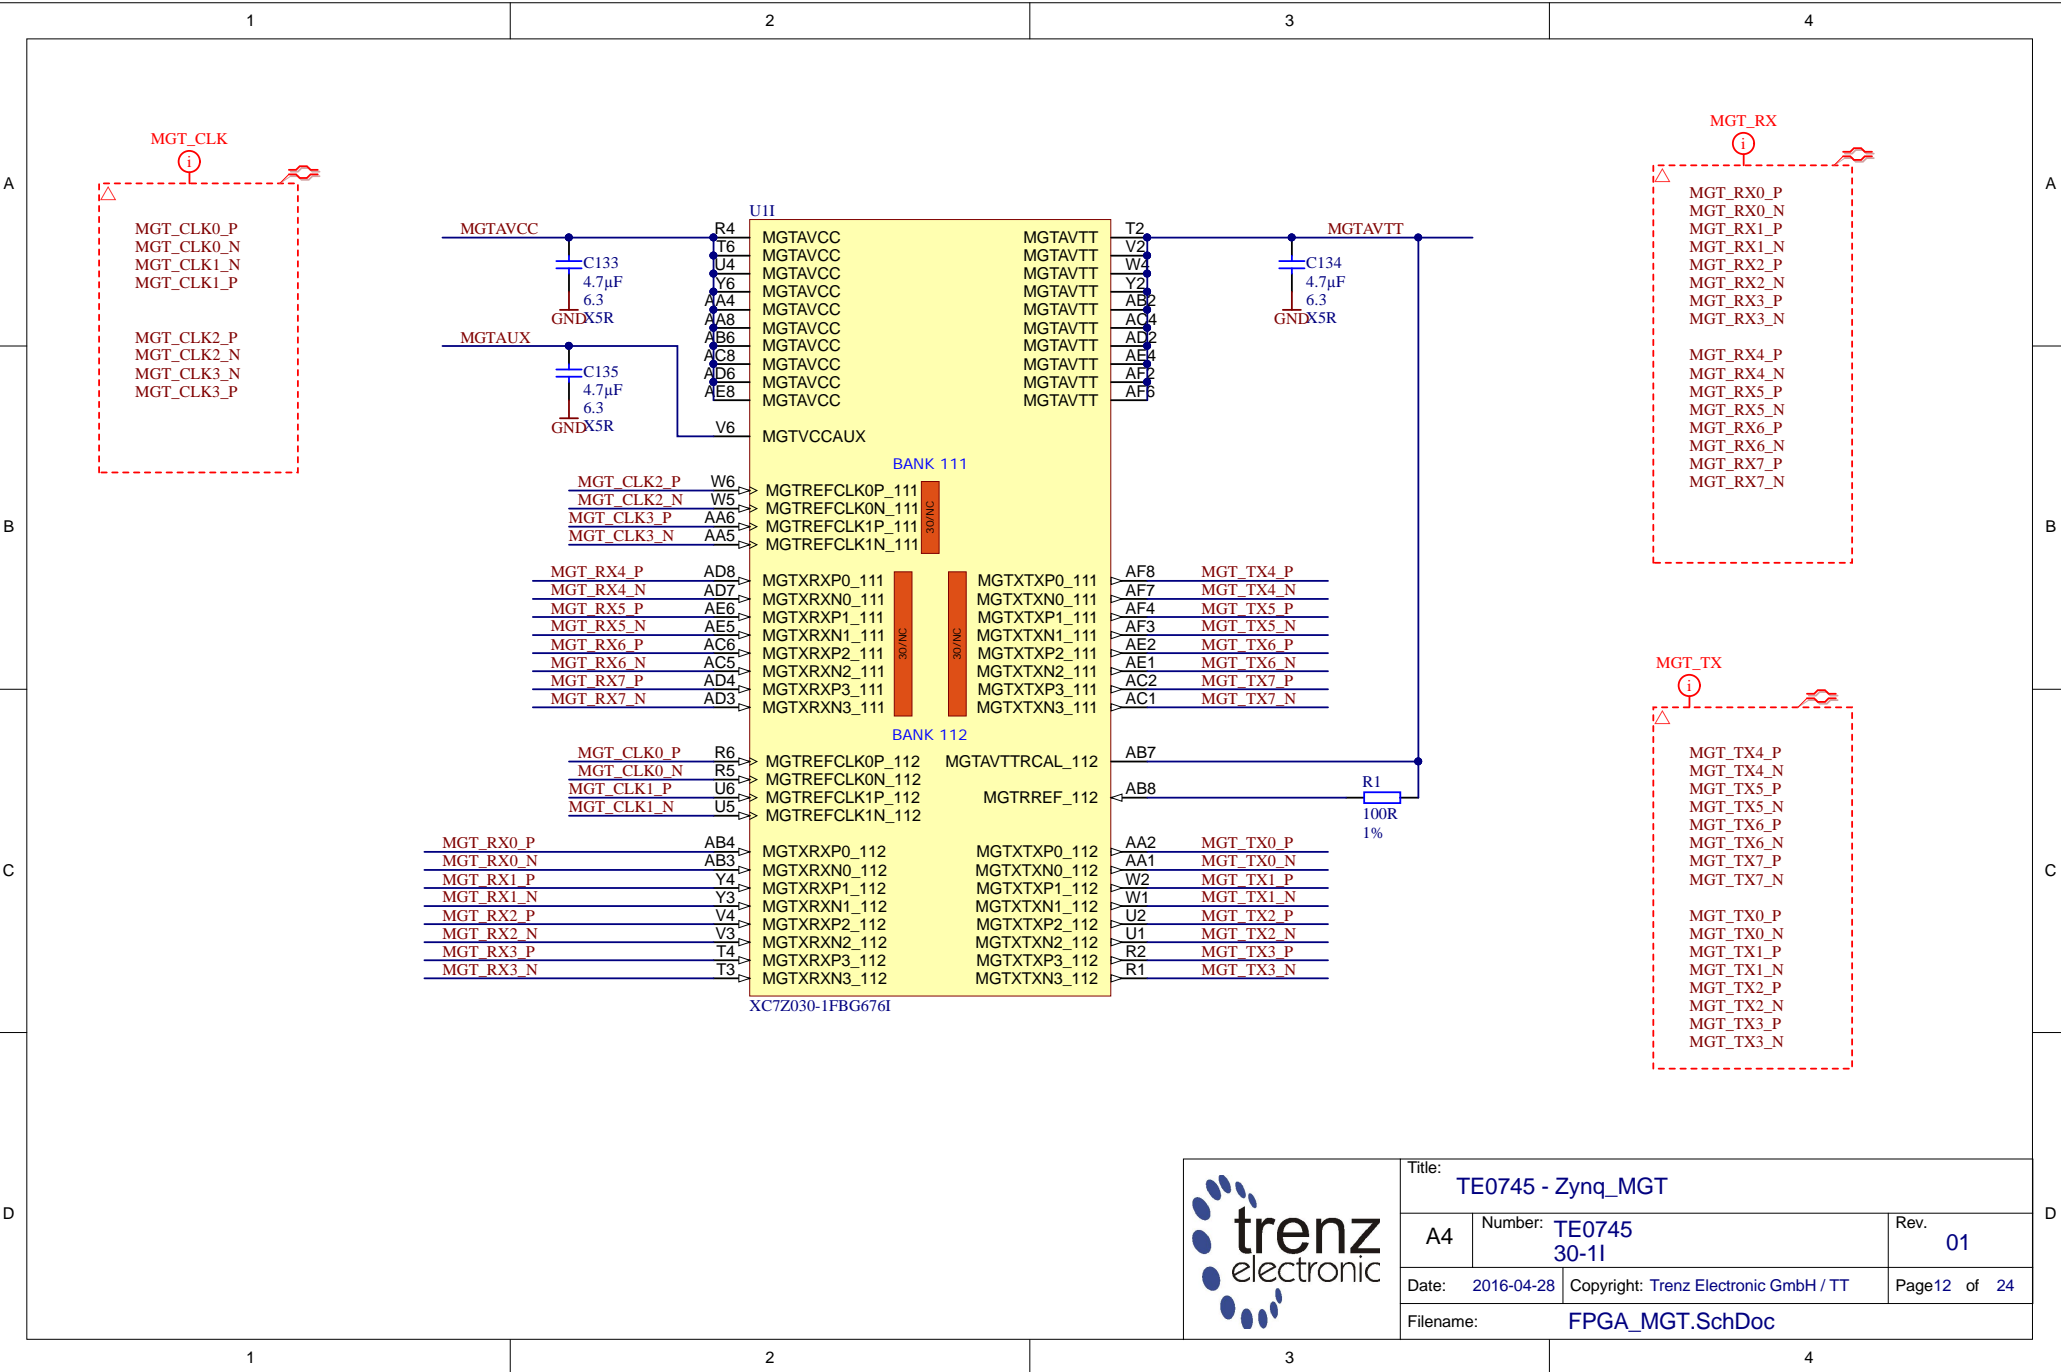 1 2 3 4
A A
B B
C C
D D
1 2 3 4
MGT_CLK
i
MGT_CLK0_P
MGT_CLK0_N
MGT_CLK1_N
MGT_CLK1_P
MGT_CLK2_P
MGT_CLK2_N
MGT_CLK3_N
MGT_CLK3_P
MGTAVCC
C133
4.7µF
6.3
X5R
GND
MGTAUX
C135
4.7µF
6.3
X5R
GND
U1I
R4 MGTAVCC MGTAVTT T2
T6 MGTAVCC MGTAVTT V2
U4 MGTAVCC MGTAVTT W4
Y6 MGTAVCC MGTAVTT Y2
AA4 MGTAVCC MGTAVTT AB2
AA8 MGTAVCC MGTAVTT AC4
AB6 MGTAVCC MGTAVTT AD2
AC8 MGTAVCC MGTAVTT AE4
AD6 MGTAVCC MGTAVTT AF2
AE8 MGTAVCC MGTAVTT AF6
V6 MGTVCCAUX
MGTAVTT
C134
4.7µF
6.3
X5R
GND
BANK 111
MGT_CLK2_P W6 MGTREFCLK0P_111
MGT_CLK2_N W5 MGTREFCLK0N_111
MGT_CLK3_P AA6 MGTREFCLK1P_111
MGT_CLK3_N AA5 MGTREFCLK1N_111
30/NC
MGT_RX4_P AD8 MGTXRXP0_111 MGTXTXP0_111 AF8 MGT_TX4_P
MGT_RX4_N AD7 MGTXRXN0_111 MGTXTXN0_111 AF7 MGT_TX4_N
MGT_RX5_P AE6 MGTXRXP1_111 MGTXTXP1_111 AF4 MGT_TX5_P
MGT_RX5_N AE5 MGTXRXN1_111 MGTXTXN1_111 AF3 MGT_TX5_N
MGT_RX6_P AC6 MGTXRXP2_111 MGTXTXP2_111 AE2 MGT_TX6_P
MGT_RX6_N AC5 MGTXRXN2_111 MGTXTXN2_111 AE1 MGT_TX6_N
MGT_RX7_P AD4 MGTXRXP3_111 MGTXTXP3_111 AC2 MGT_TX7_P
MGT_RX7_N AD3 MGTXRXN3_111 MGTXTXN3_111 AC1 MGT_TX7_N
30/NC 30/NC
BANK 112
MGT_CLK0_P R6 MGTREFCLK0P_112 MGTAVTTRCAL_112 AB7
MGT_CLK0_N R5 MGTREFCLK0N_112
MGT_CLK1_P U6 MGTREFCLK1P_112 MGTRREF_112 AB8
MGT_CLK1_N U5 MGTREFCLK1N_112
R1
100R
1%
MGT_RX0_P AB4 MGTXRXP0_112 MGTXTXP0_112 AA2 MGT_TX0_P
MGT_RX0_N AB3 MGTXRXN0_112 MGTXTXN0_112 AA1 MGT_TX0_N
MGT_RX1_P Y4 MGTXRXP1_112 MGTXTXP1_112 W2 MGT_TX1_P
MGT_RX1_N Y3 MGTXRXN1_112 MGTXTXN1_112 W1 MGT_TX1_N
MGT_RX2_P V4 MGTXRXP2_112 MGTXTXP2_112 U2 MGT_TX2_P
MGT_RX2_N V3 MGTXRXN2_112 MGTXTXN2_112 U1 MGT_TX2_N
MGT_RX3_P T4 MGTXRXP3_112 MGTXTXP3_112 R2 MGT_TX3_P
MGT_RX3_N T3 MGTXRXN3_112 MGTXTXN3_112 R1 MGT_TX3_N
XC7Z030-1FBG676I
MGT_RX
i
MGT_RX0_P
MGT_RX0_N
MGT_RX1_P
MGT_RX1_N
MGT_RX2_P
MGT_RX2_N
MGT_RX3_P
MGT_RX3_N
MGT_RX4_P
MGT_RX4_N
MGT_RX5_P
MGT_RX5_N
MGT_RX6_P
MGT_RX6_N
MGT_RX7_P
MGT_RX7_N
MGT_TX
i
MGT_TX4_P
MGT_TX4_N
MGT_TX5_P
MGT_TX5_N
MGT_TX6_P
MGT_TX6_N
MGT_TX7_P
MGT_TX7_N
MGT_TX0_P
MGT_TX0_N
MGT_TX1_P
MGT_TX1_N
MGT_TX2_P
MGT_TX2_N
MGT_TX3_P
MGT_TX3_N
trenz
electronic
Title:
TE0745 - Zynq_MGT
A4 Number: TE0745
30-1I
Rev.
01
Date: 2016-04-28 Copyright: Trenz Electronic GmbH / TT Page12 of 24
Filename: FPGA_MGT.SchDoc